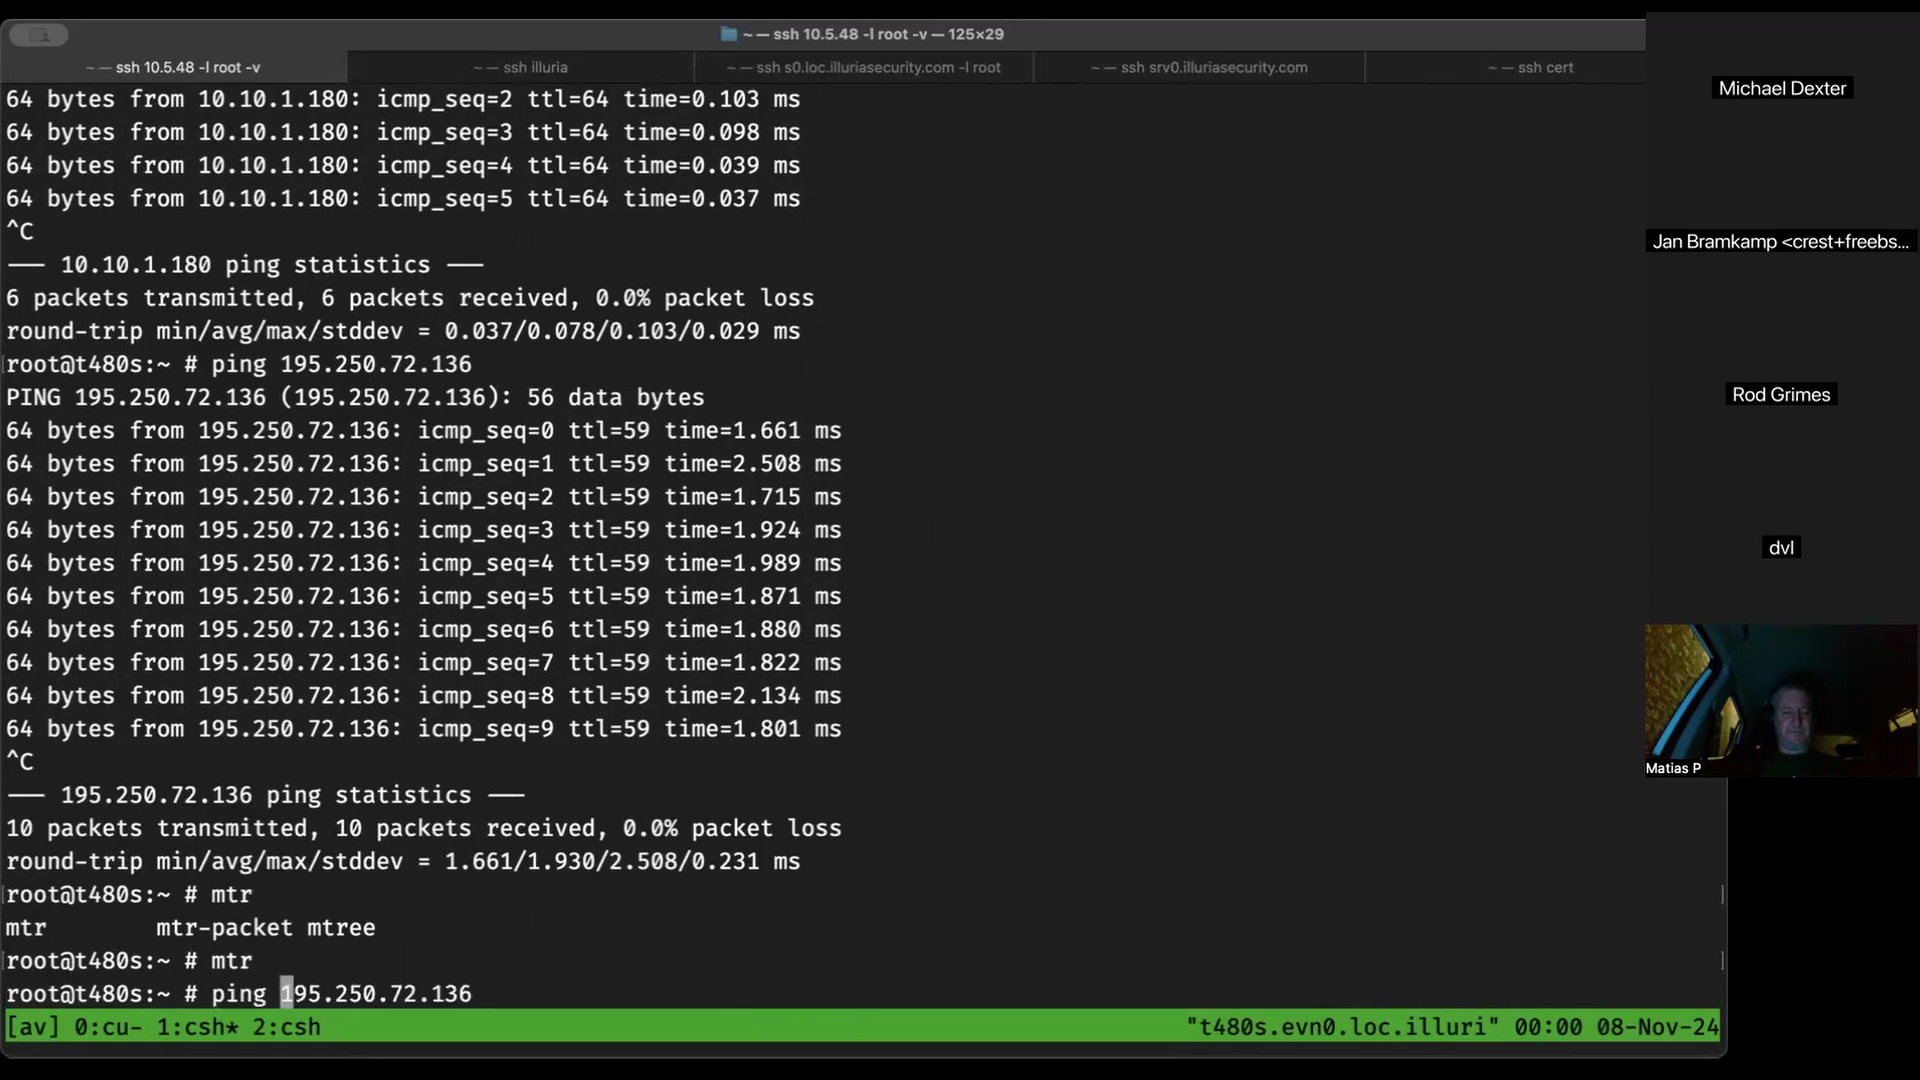 ~ — ssh 10.5.48 -l root -v — 125×29
~ — ssh 10.5.48 -l root -v
~ — ssh illuria
~ — ssh s0.loc.illuriasecurity.com -l root
~ — ssh srv0.illuriasecurity.com
~ — ssh cert
64 bytes from 10.10.1.180: icmp_seq=2 ttl=64 time=0.103 ms
64 bytes from 10.10.1.180: icmp_seq=3 ttl=64 time=0.098 ms
64 bytes from 10.10.1.180: icmp_seq=4 ttl=64 time=0.039 ms
64 bytes from 10.10.1.180: icmp_seq=5 ttl=64 time=0.037 ms
^C
--- 10.10.1.180 ping statistics ---
6 packets transmitted, 6 packets received, 0.0% packet loss
round-trip min/avg/max/stddev = 0.037/0.078/0.103/0.029 ms
root@t480s:~ # ping 195.250.72.136
PING 195.250.72.136 (195.250.72.136): 56 data bytes
64 bytes from 195.250.72.136: icmp_seq=0 ttl=59 time=1.661 ms
64 bytes from 195.250.72.136: icmp_seq=1 ttl=59 time=2.508 ms
64 bytes from 195.250.72.136: icmp_seq=2 ttl=59 time=1.715 ms
64 bytes from 195.250.72.136: icmp_seq=3 ttl=59 time=1.924 ms
64 bytes from 195.250.72.136: icmp_seq=4 ttl=59 time=1.989 ms
64 bytes from 195.250.72.136: icmp_seq=5 ttl=59 time=1.871 ms
64 bytes from 195.250.72.136: icmp_seq=6 ttl=59 time=1.880 ms
64 bytes from 195.250.72.136: icmp_seq=7 ttl=59 time=1.822 ms
64 bytes from 195.250.72.136: icmp_seq=8 ttl=59 time=2.134 ms
64 bytes from 195.250.72.136: icmp_seq=9 ttl=59 time=1.801 ms
^C
--- 195.250.72.136 ping statistics ---
10 packets transmitted, 10 packets received, 0.0% packet loss
round-trip min/avg/max/stddev = 1.661/1.930/2.508/0.231 ms
root@t480s:~ # mtr
mtr mtr-packet mtree
root@t480s:~ # mtr
root@t480s:~ # ping 195.250.72.136
[av] 0:cu- 1:csh* 2:csh "t480s.evn0.loc.illuri" 00:00 08-Nov-24
Michael Dexter
Jan Bramkamp <crest+freebs...
Rod Grimes
dvl
Matias P